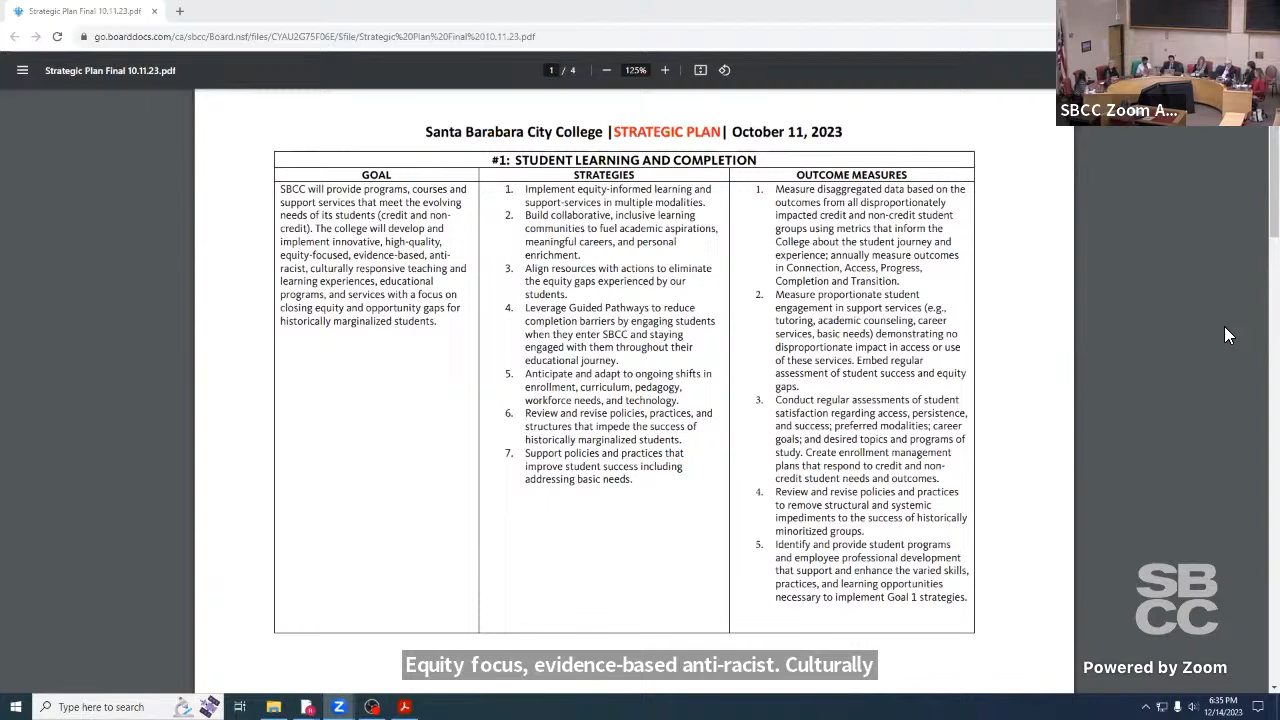 Strategic Plan Final 10.11.23.pdf
go.boarddocs.com/ca/sbcc/Board.nsf/files/CYAU2G75F06E/$file/Strategic%20Plan%20Final%2010.11.23.pdf
Strategic Plan Final 10.11.23.pdf
1 / 4
125%
SBCC Zoom A...
Santa Barabara City College |STRATEGIC PLAN| October 11, 2023
#1: STUDENT LEARNING AND COMPLETION
GOAL
SBCC will provide programs, courses and
support services that meet the evolving
needs of its students (credit and non-
credit). The college will develop and
implement innovative, high-quality,
equity-focused, evidence-based, anti-
racist, culturally responsive teaching and
learning experiences, educational
programs, and services with a focus on
closing equity and opportunity gaps for
historically marginalized students.
STRATEGIES
1. Implement equity-informed learning and
support-services in multiple modalities.
2. Build collaborative, inclusive learning
communities to fuel academic aspirations,
meaningful careers, and personal
enrichment.
3. Align resources with actions to eliminate
the equity gaps experienced by our
students.
4. Leverage Guided Pathways to reduce
completion barriers by engaging students
when they enter SBCC and staying
engaged with them throughout their
educational journey.
5. Anticipate and adapt to ongoing shifts in
enrollment, curriculum, pedagogy,
workforce needs, and technology.
6. Review and revise policies, practices, and
structures that impede the success of
historically marginalized students.
7. Support policies and practices that
improve student success including
addressing basic needs.
OUTCOME MEASURES
1. Measure disaggregated data based on the
outcomes from all disproportionately
impacted credit and non-credit student
groups using metrics that inform the
College about the student journey and
experience; annually measure outcomes
in Connection, Access, Progress,
Completion and Transition.
2. Measure proportionate student
engagement in support services (e.g.,
tutoring, academic counseling, career
services, basic needs) demonstrating no
disproportionate impact in access or use
of these services. Embed regular
assessment of student success and equity
gaps.
3. Conduct regular assessments of student
satisfaction regarding access, persistence,
and success; preferred modalities; career
goals; and desired topics and programs of
study. Create enrollment management
plans that respond to credit and non-
credit student needs and outcomes.
4. Review and revise policies and practices
to remove structural and systemic
impediments to the success of historically
minoritized groups.
5. Identify and provide student programs
and employee professional development
that support and enhance the varied skills,
practices, and learning opportunities
necessary to implement Goal 1 strategies.
Equity focus, evidence-based anti-racist. Culturally
SB
CC
Powered by Zoom
Type here to search
6:35 PM
12/14/2023